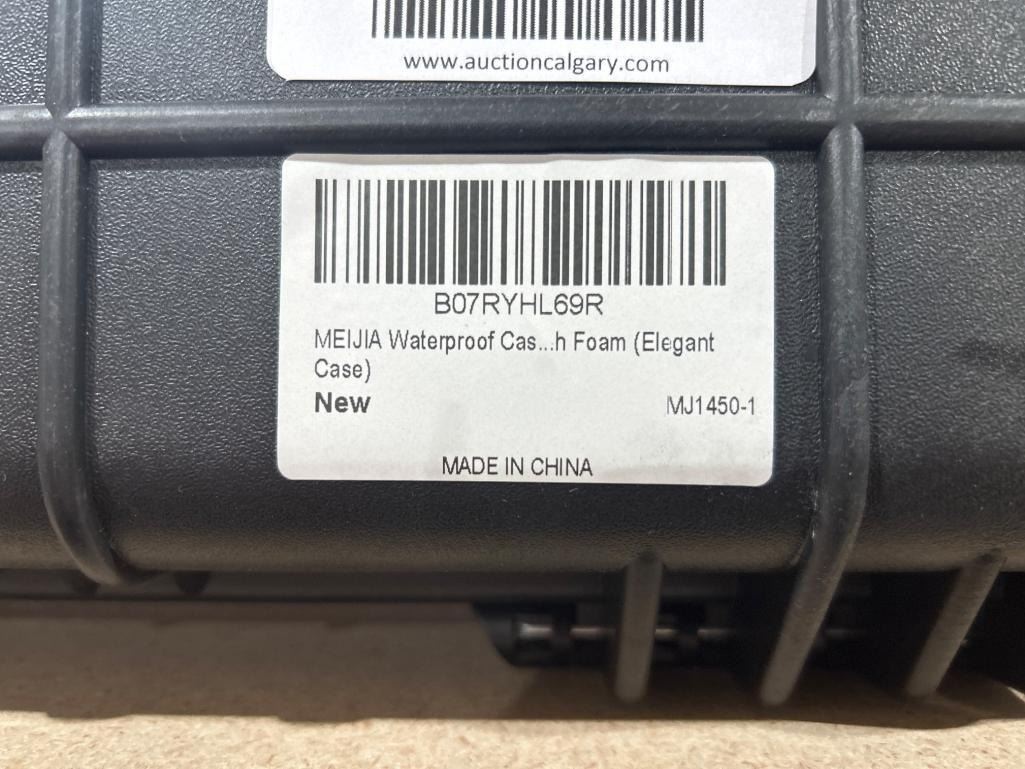 www.auctioncalgary.com
B07RYHL69R
MEIJIA Waterproof Cas...h Foam (Elegant
Case)
New MJ1450-1
MADE IN CHINA